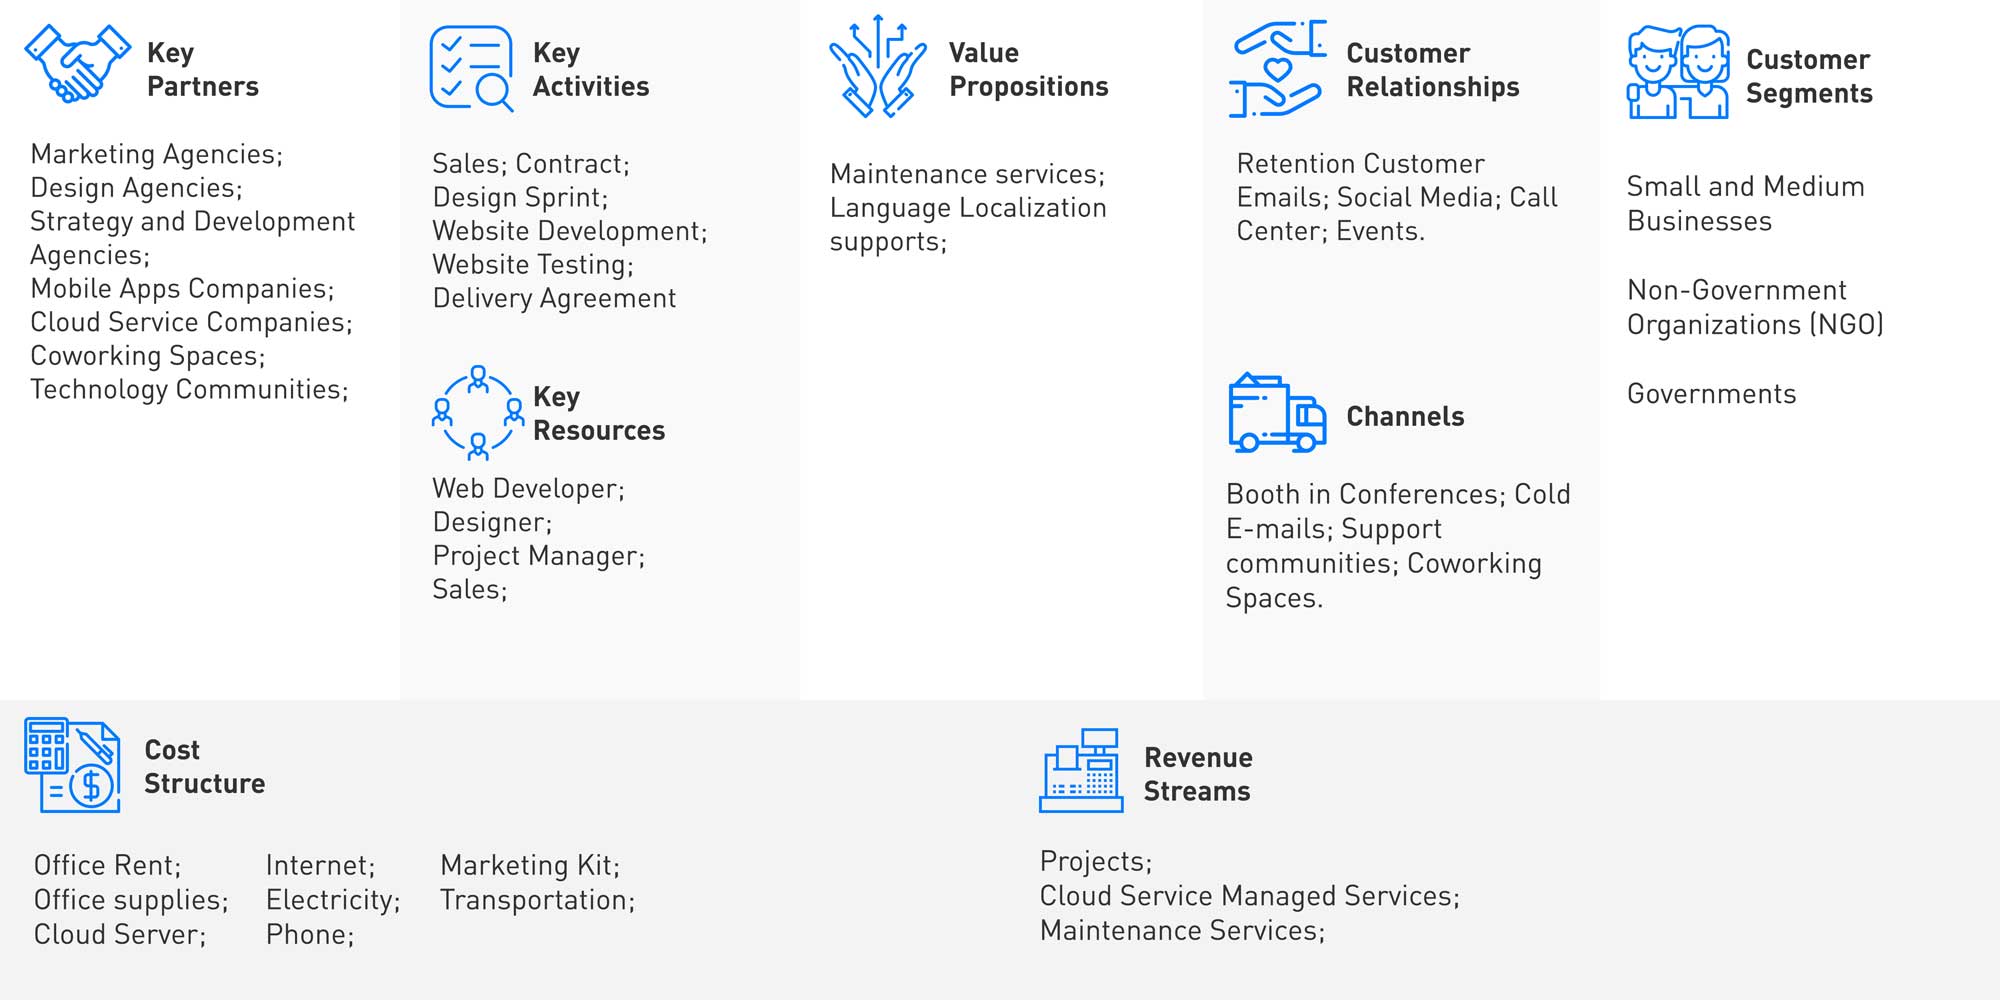 Key
Partners
Marketing Agencies;
Design Agencies;
Strategy and Development
Agencies;
Mobile Apps Companies;
Cloud Service Companies;
Coworking Spaces;
Technology Communities;
Key
Activities
Sales; Contract;
Design Sprint;
Website Development;
Website Testing;
Delivery Agreement
Key
Resources
Web Developer;
Designer;
Project Manager;
Sales;
Value
Propositions
Maintenance services;
Language Localization
supports;
Customer
Relationships
Retention Customer
Emails; Social Media; Call
Center; Events.
Channels
Booth in Conferences; Cold
E-mails; Support
communities; Coworking
Spaces.
Customer
Segments
Small and Medium
Businesses
Non-Government
Organizations (NGO)
Governments
Cost
Structure
Office Rent;
Office supplies;
Cloud Server;
Internet;
Electricity;
Phone;
Marketing Kit;
Transportation;
Revenue
Streams
Projects;
Cloud Service Managed Services;
Maintenance Services;